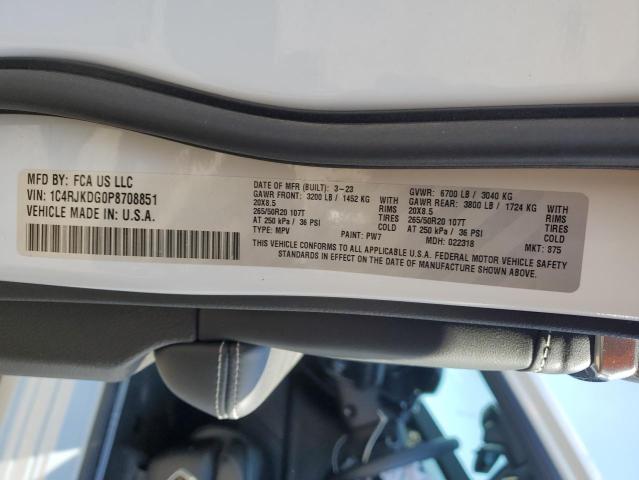 MFD BY: FCA US LLC
VIN: 1C4RJKDG0P8708851
VEHICLE MADE IN U.S.A.
DATE OF MFR (BUILT): 3-23
GAWR FRONT: 3200 LB / 1452 KG WITH
20X8.5 RIMS
265/50R20 107T TIRES
AT 250 kPa / 36 PSI COLD
TYPE: MPV PAINT: PW7
GVWR: 6700 LB / 3040 KG
GAWR REAR: 3800 LB / 1724 KG WITH
20X8.5 RIMS
265/50R20 107T TIRES
AT 250 kPa / 36 PSI COLD
MDH: 022318 MKT: 875
THIS VEHICLE CONFORMS TO ALL APPLICABLE U.S.A. FEDERAL MOTOR VEHICLE SAFETY
STANDARDS IN EFFECT ON THE DATE OF MANUFACTURE SHOWN ABOVE.